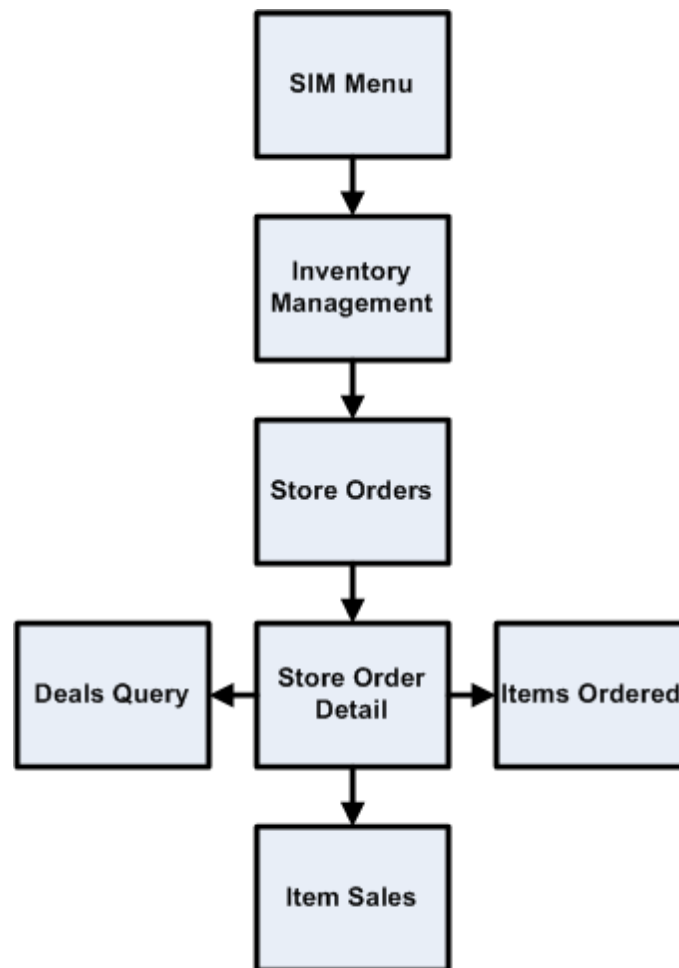 SIM Menu
Inventory
Management
Store Orders
Deals Query
Store Order
Detail
Items Ordered
Item Sales